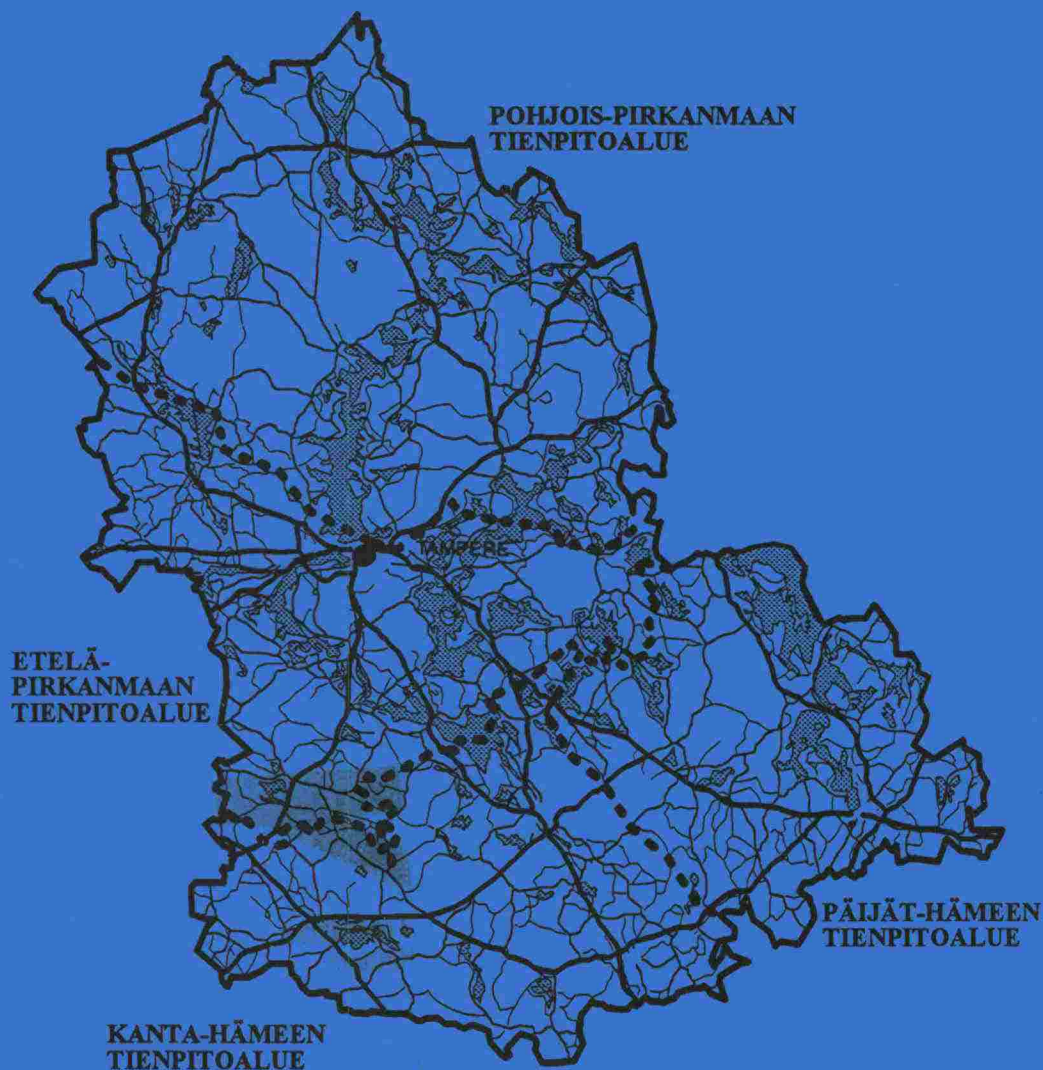 POHJOIS-PIRKANMAAN
TIENPITOALUE
TAMPERE
ETELÄ-
PIRKANMAAN
TIENPITOALUE
PÄIJÄT-HÄMEEN
TIENPITOALUE
KANTA-HÄMEEN
TIENPITOALUE